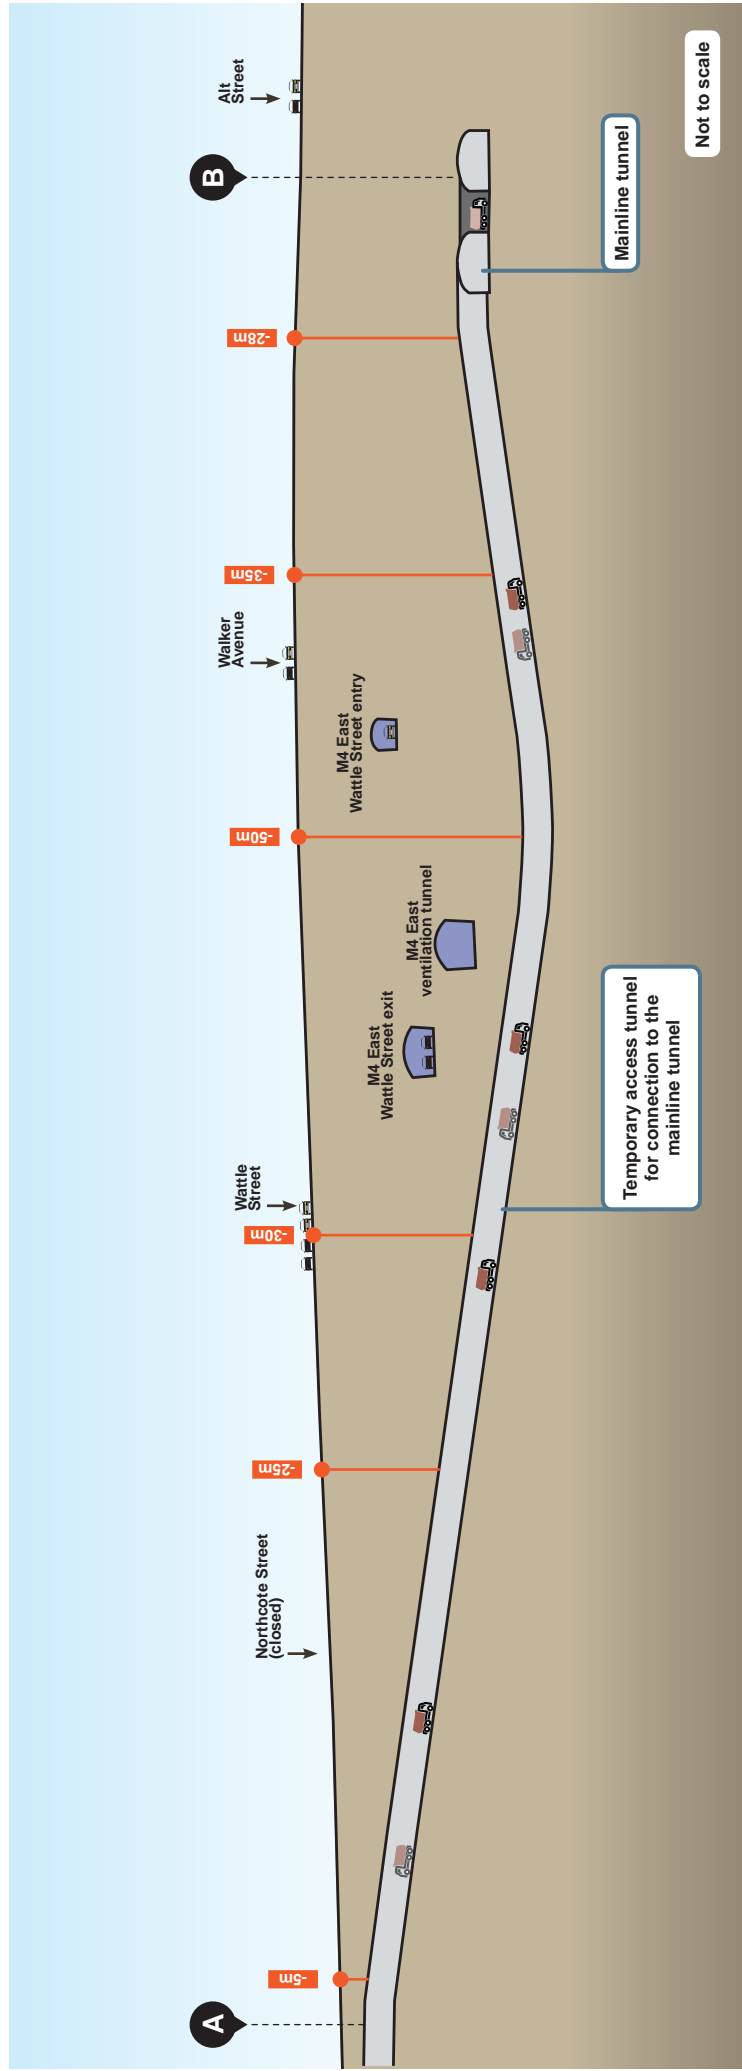 A
-5m
Northcote Street
(closed)
-25m
-30m
Wattle
Street
M4 East
Wattle Street exit
M4 East
ventilation tunnel
-50m
M4 East
Wattle Street entry
Walker
Avenue
-35m
-28m
B
Alt
Street
Temporary access tunnel
for connection to the
mainline tunnel
Mainline tunnel
Not to scale